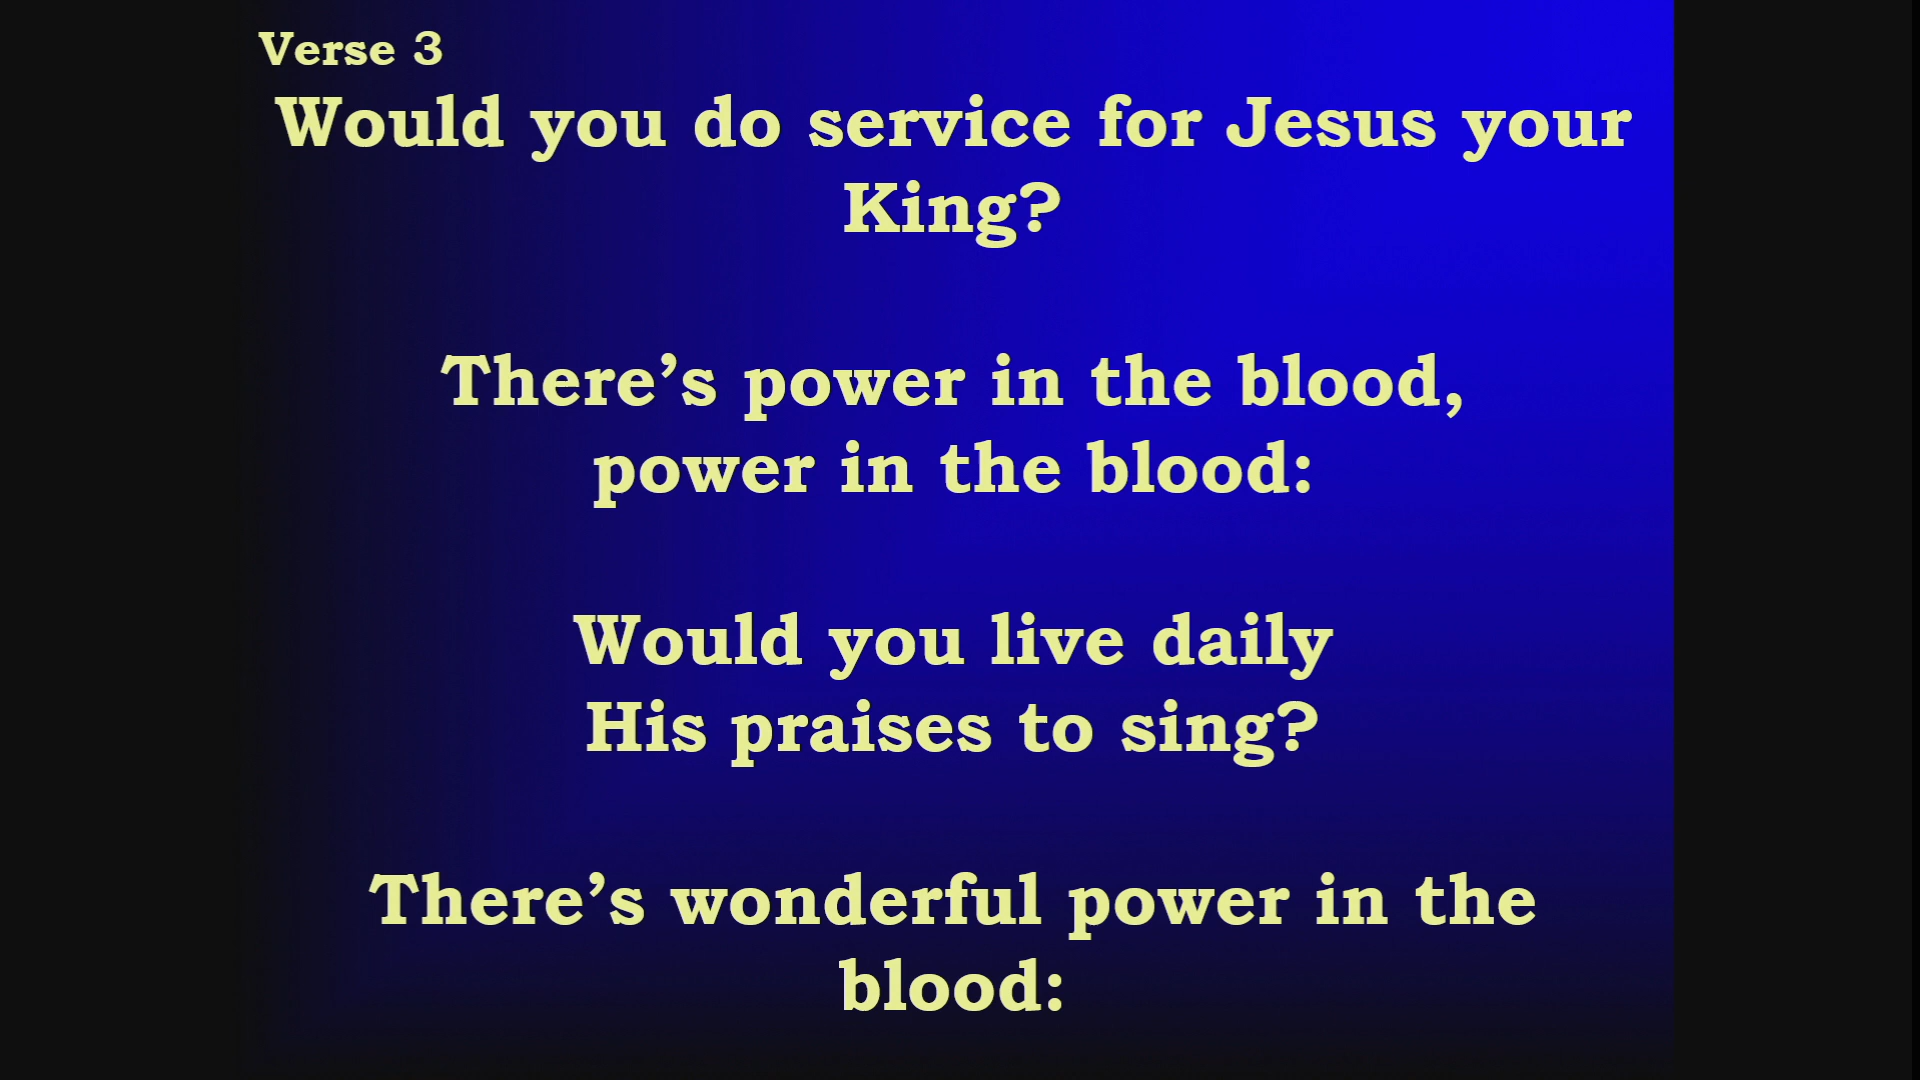 Verse 3
Would you do service for Jesus your
King?
There’s power in the blood,
power in the blood:
Would you live daily
His praises to sing?
There’s wonderful power in the
blood: